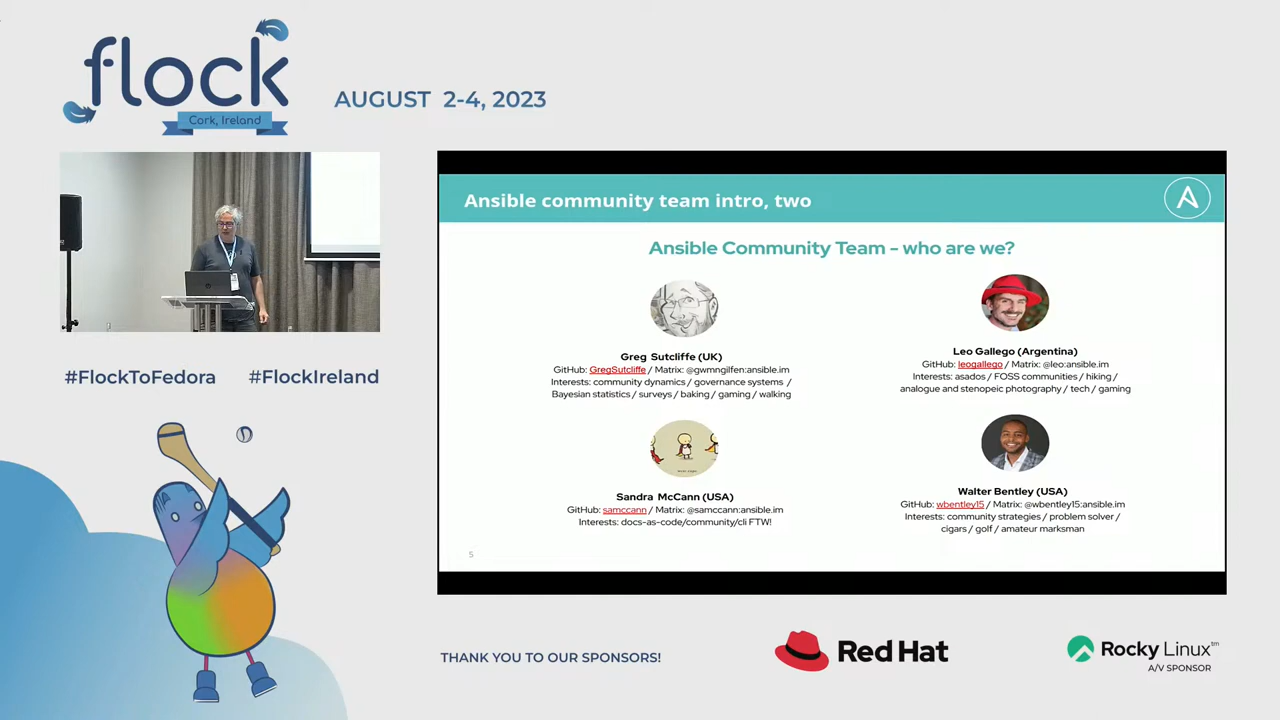 flock
Cork, Ireland
AUGUST 2-4, 2023
#FlockToFedora #FlockIreland
Ansible community team intro, two
Ansible Community Team - who are we?
Greg Sutcliffe (UK)
GitHub: GregSutcliffe / Matrix: @gwmngilfen:ansible.im
Interests: community dynamics / governance systems /
Bayesian statistics / surveys / baking / gaming / walking
Leo Gallego (Argentina)
GitHub: leogallego / Matrix: @leo:ansible.im
Interests: asados / FOSS communities / hiking /
analogue and stenopeic photography / tech / gaming
Sandra McCann (USA)
GitHub: samccann / Matrix: @samccann:ansible.im
Interests: docs-as-code/community/cli FTW!
Walter Bentley (USA)
GitHub: wbentley15 / Matrix: @wbentley15:ansible.im
Interests: community strategies / problem solver /
cigars / golf / amateur marksman
5
THANK YOU TO OUR SPONSORS!
Red Hat
Rocky Linux™
A/V SPONSOR